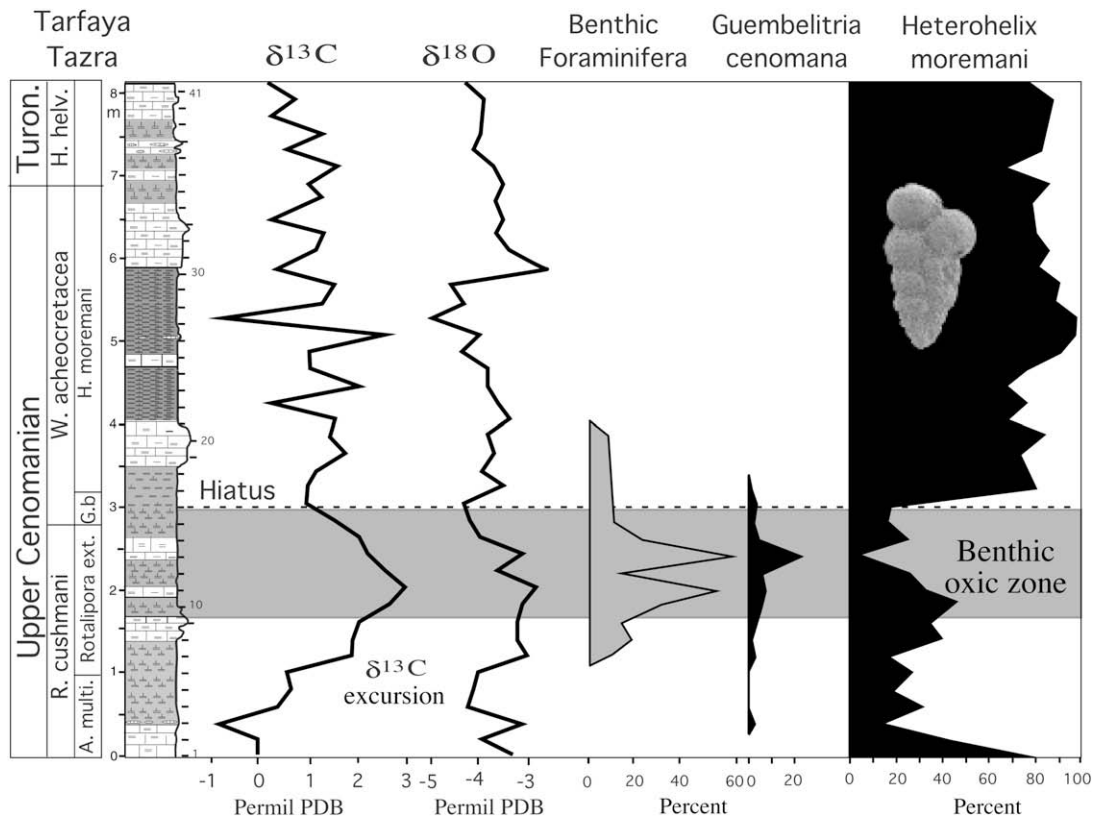 Tarfaya
Tazra
δ13C
δ18O
Benthic
Foraminifera
Guembelitria
cenomana
Heterohelix
moremani
Turon.
H. helv.
Upper Cenomanian
W. acheocretacea
H. moremani
R. cushmani
G.b
Rotalipora ext.
A. multi.
8
m
7
6
5
4
3
2
1
0
41
30
20
10
1
Hiatus
Benthic
oxic zone
δ13C
excursion
-1 0 1 2 3
Permil PDB
-5 -4 -3
Permil PDB
0 20 40 60
0 20
Percent
0 20 40 60 80 100
Percent